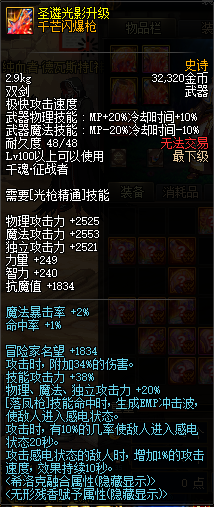 圣遴光影升级
千芒闪爆枪
史诗
2.9kg
32,320金币
双剑
武器
极快攻击速度
武器物理技能：MP+20%冷却时间+10%
武器魔法技能：MP-20%冷却时间-10%
耐久度 48/48
无法交易
Lv100以上可以使用
最下级
千魂·征战者
需要[光枪精通]技能
物理攻击力 +2525
魔法攻击力 +2553
独立攻击力 +2521
力量 +249
智力 +240
抗魔值 +1834
魔法暴击率 +2%
命中率 +1%
冒险家名望 +1834
攻击时，附加34%的伤害。
技能攻击力 +38%
物理、魔法、独立攻击力 +20%
[落凤枪]技能命中时，生成EMP冲击波，
使敌人进入感电状态。
攻击时，有10%的几率使敌人进入感电
状态20秒。
攻击感电状态的敌人时，增加1%的攻击
速度，效果持续10秒。
<希洛克融合属性(隐藏显示)>
<无形残香赋予属性(隐藏显示)>
物品栏
装备
消耗品
0 点